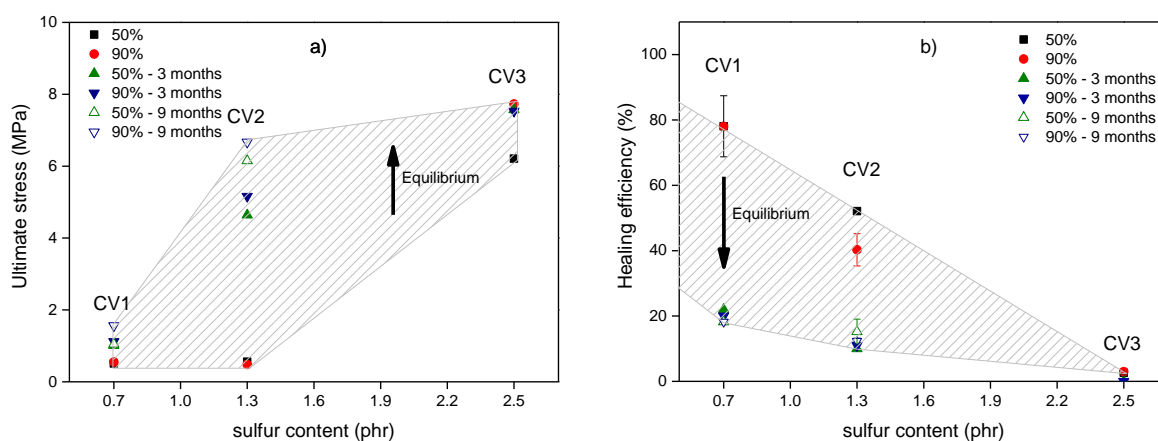 a)
50%
90%
50% - 3 months
90% - 3 months
50% - 9 months
90% - 9 months
CV1
CV2
CV3
Equilibrium
Ultimate stress (MPa)
10
8
6
4
2
0
0.7 1.0 1.3 1.6 1.9 2.2 2.5
sulfur content (phr)
b)
50%
90%
50% - 3 months
90% - 3 months
50% - 9 months
90% - 9 months
CV1
CV2
CV3
Equilibrium
Healing efficiency (%)
100
80
60
40
20
0
0.7 1.0 1.3 1.6 1.9 2.2 2.5
sulfur content (phr)